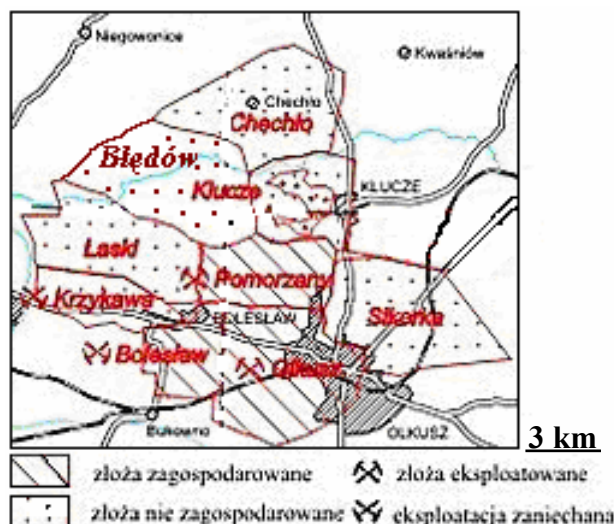 Niegowonice
Kwaśniów
Chechło
Chechło
Błędów
Klucze
KLUCZE
Laski
Pomorzany
Krzykawa
BOLESŁAW
Sikorka
Bolesław
Olkusz
Bukowno
OLKUSZ
3 km
złoża zagospodarowane
złoża eksploatowane
złoża nie zagospodarowane
eksploatacja zaniechana